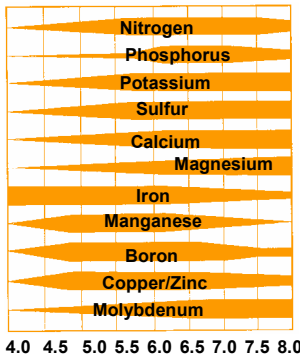 Nitrogen
Phosphorus
Potassium
Sulfur
Calcium
Magnesium
Iron
Manganese
Boron
Copper/Zinc
Molybdenum
4.0 4.5 5.0 5.5 6.0 6.5 7.0 7.5 8.0